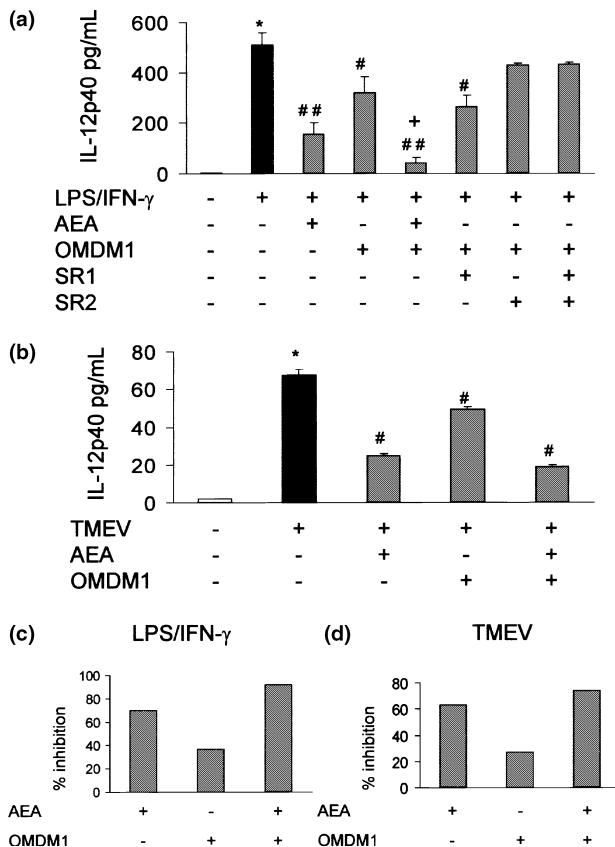 (a)
IL-12p40 pg/mL
600
400
200
0
*
##
#
+
##
#
LPS/IFN-γ - + + + + + + +
AEA - - + - + - - -
OMDM1 - - - + + + + +
SR1 - - - - - + - +
SR2 - - - - - - + +
(b)
IL-12p40 pg/mL
80
60
40
20
0
*
#
#
#
TMEV - + + + +
AEA - - + - +
OMDM1 - - - + +
(c) LPS/IFN-γ
% inhibition
100
80
60
40
20
0
AEA + - +
OMDM1 - + +
(d) TMEV
% inhibition
80
60
40
20
0
AEA + - +
OMDM1 - + +